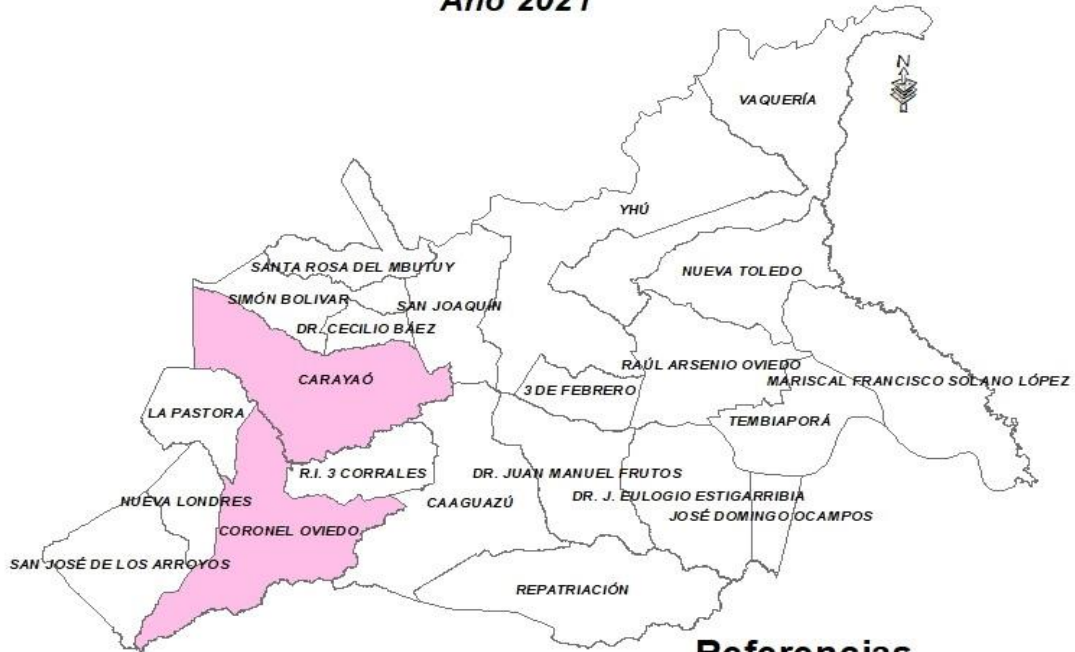 Año 2021
N
VAQUERÍA
YHÚ
SANTA ROSA DEL MBUTUY
NUEVA TOLEDO
SIMÓN BOLIVAR
SAN JOAQUÍN
DR. CECILIO BÁEZ
RAÚL ARSENIO OVIEDO
CARAYAÓ
MARISCAL FRANCISCO SOLANO LÓPEZ
3 DE FEBRERO
LA PASTORA
TEMBIAPORÁ
R.I. 3 CORRALES
DR. JUAN MANUEL FRUTOS
DR. J. EULOGIO ESTIGARRIBIA
NUEVA LONDRES
CAAGUAZÚ
JOSÉ DOMINGO OCAMPOS
CORONEL OVIEDO
SAN JOSÉ DE LOS ARROYOS
REPATRIACIÓN
Referencias